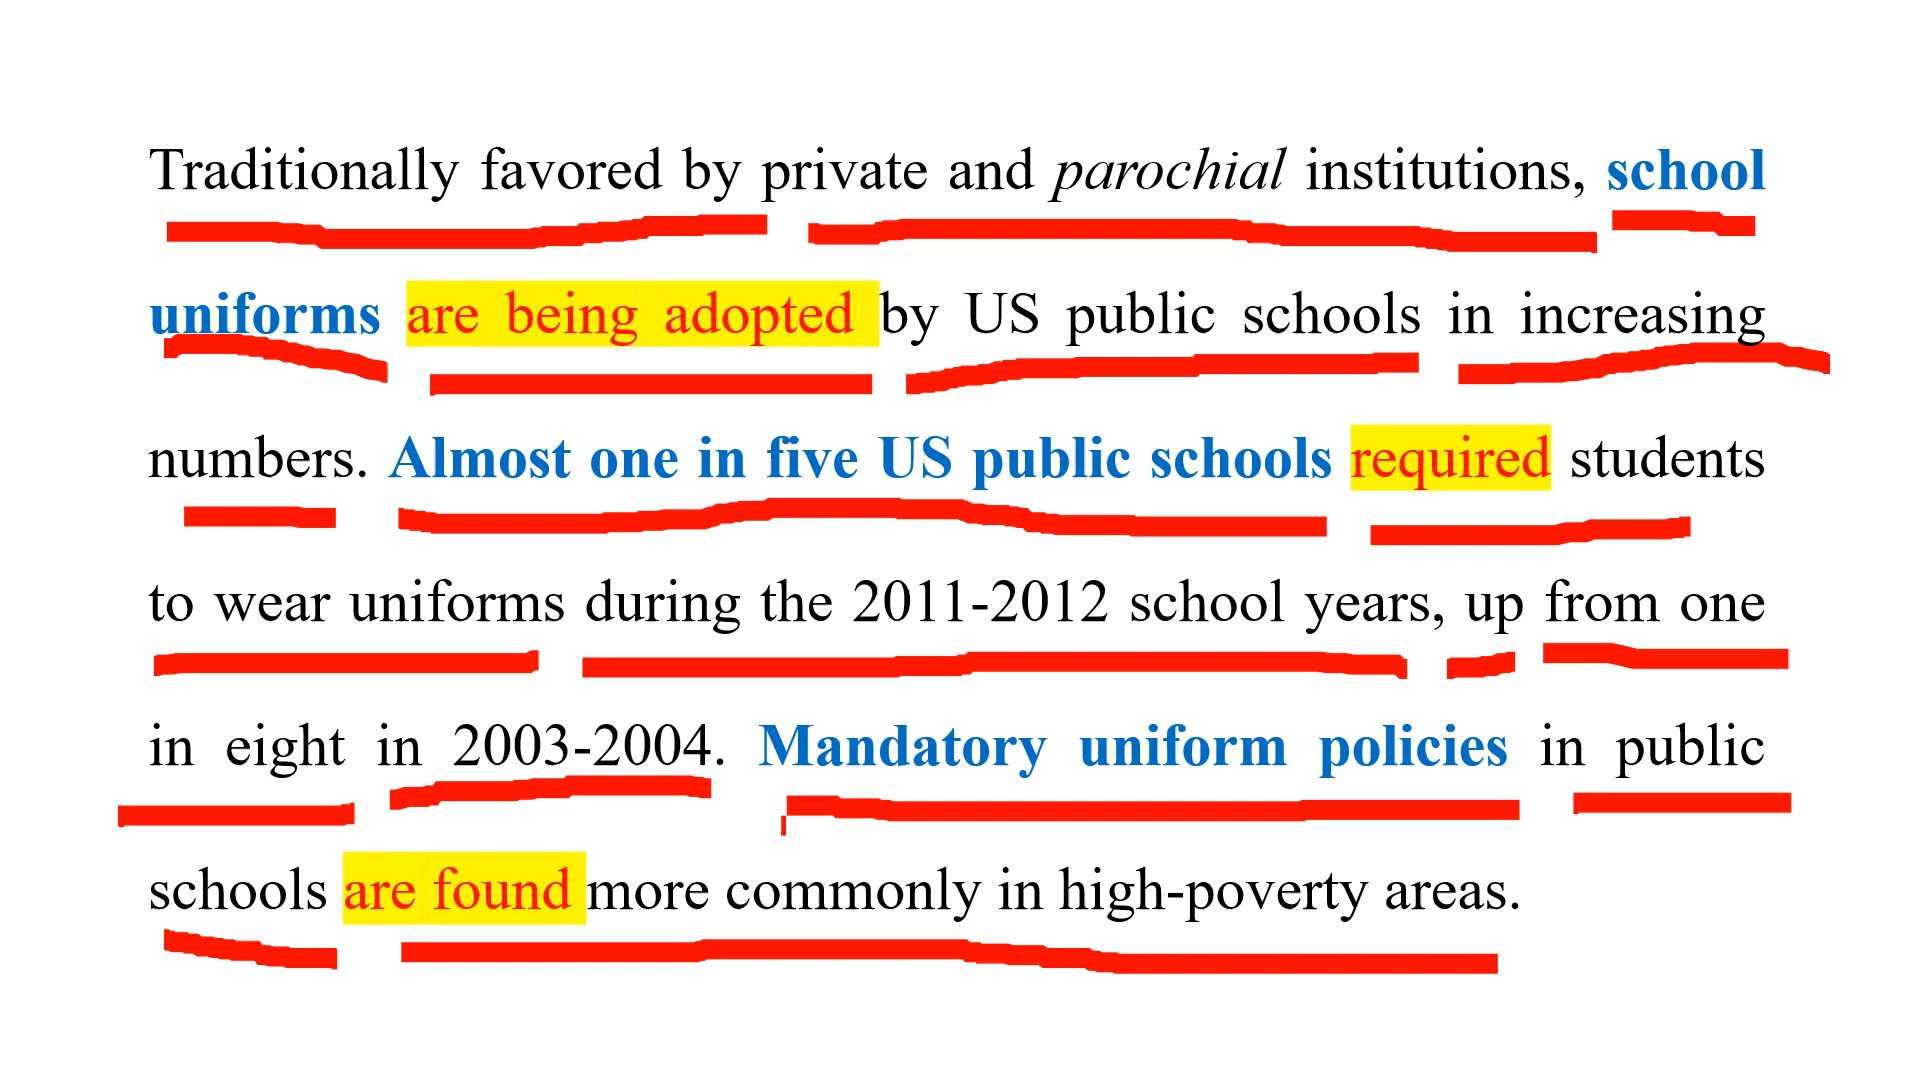 Traditionally favored by private and parochial institutions, school
uniforms are being adopted by US public schools in increasing
numbers. Almost one in five US public schools required students
to wear uniforms during the 2011-2012 school years, up from one
in eight in 2003-2004. Mandatory uniform policies in public
schools are found more commonly in high-poverty areas.